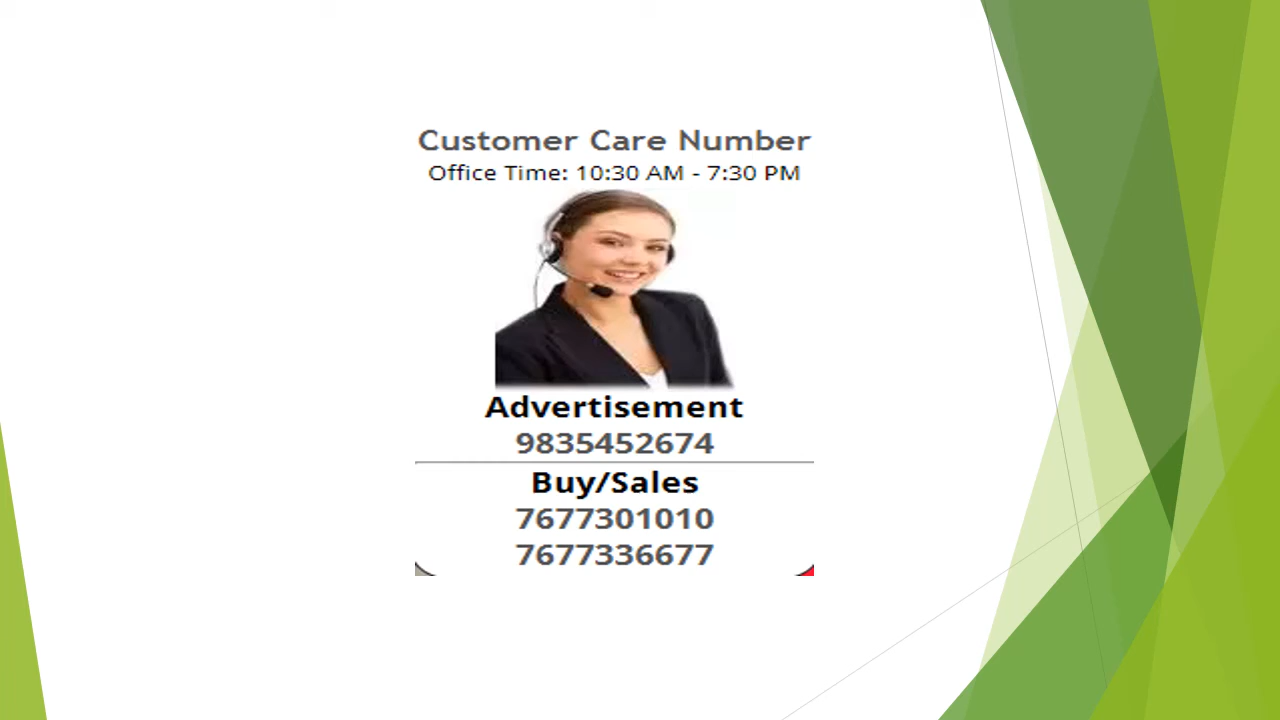 Customer Care Number
Office Time: 10:30 AM - 7:30 PM
Advertisement
9835452674
Buy/Sales
7677301010
7677336677